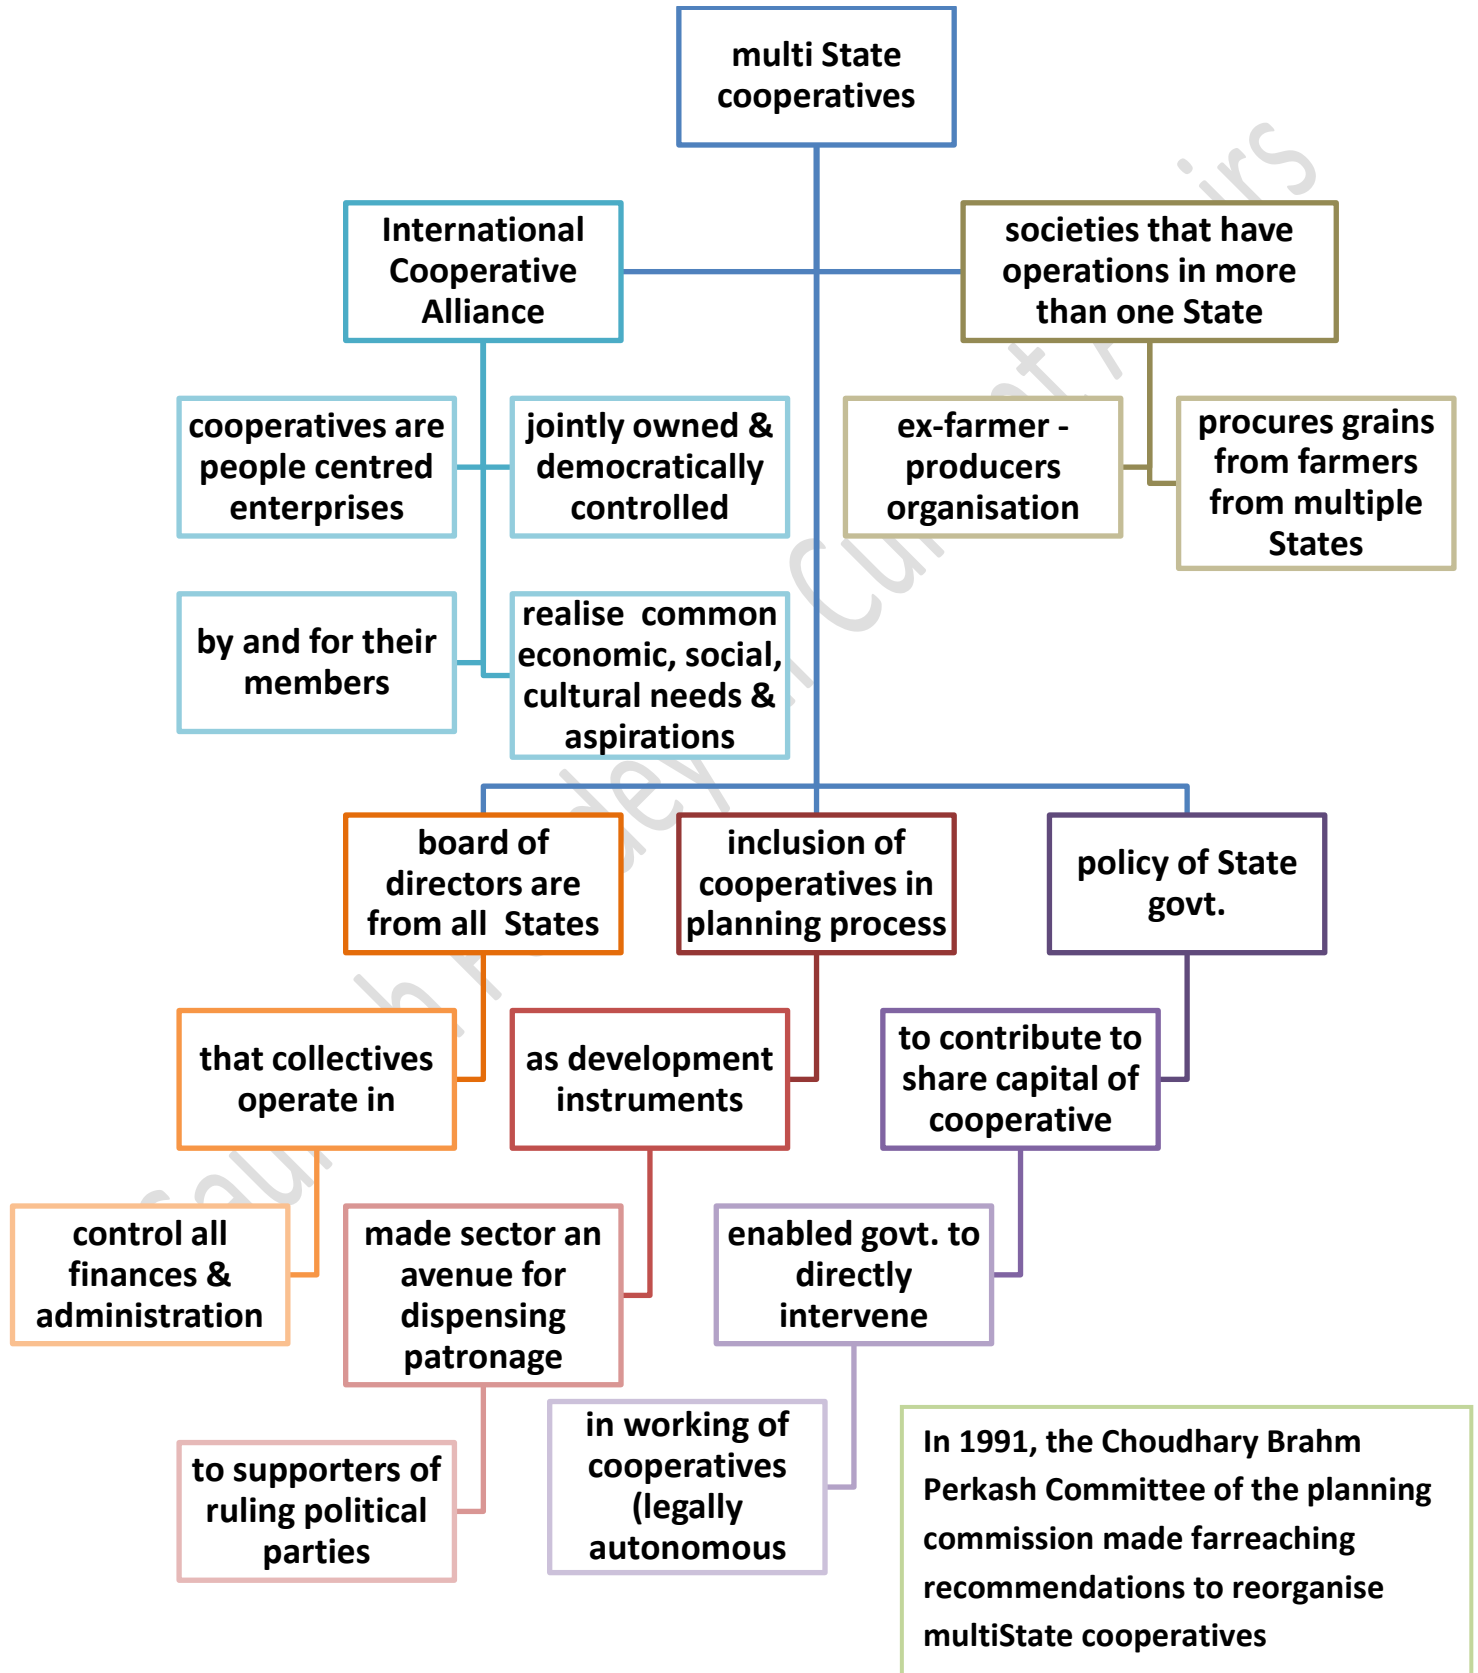 multi State
cooperatives
International
Cooperative
Alliance
societies that have
operations in more
than one State
cooperatives are
people centred
enterprises
jointly owned &
democratically
controlled
ex-farmer -
producers
organisation
procures grains
from farmers
from multiple
States
by and for their
members
realise  common
economic, social,
cultural needs &
aspirations
board of
directors are
from all  States
inclusion of
cooperatives in
planning process
policy of State
govt.
that collectives
operate in
as development
instruments
to contribute to
share capital of
cooperative
control all
finances &
administration
made sector an
avenue for
dispensing
patronage
enabled govt. to
directly
intervene
to supporters of
ruling political
parties
in working of
cooperatives
(legally
autonomous
In 1991, the Choudhary Brahm
Perkash Committee of the planning
commission made farreaching
recommendations to reorganise
multiState cooperatives